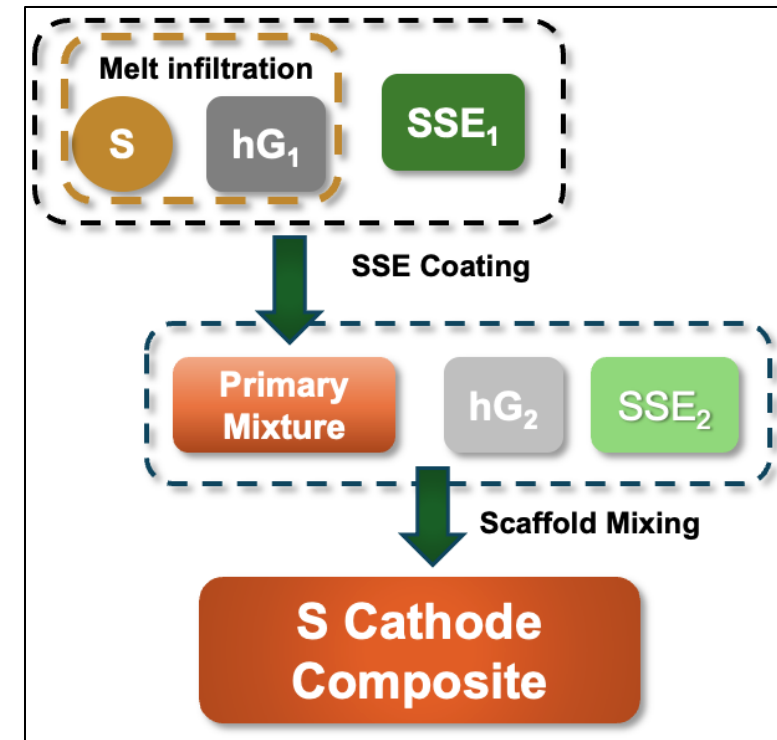 Melt infiltration
S
hG₁
SSE₁
SSE Coating
Primary
Mixture
hG₂
SSE₂
Scaffold Mixing
S Cathode
Composite